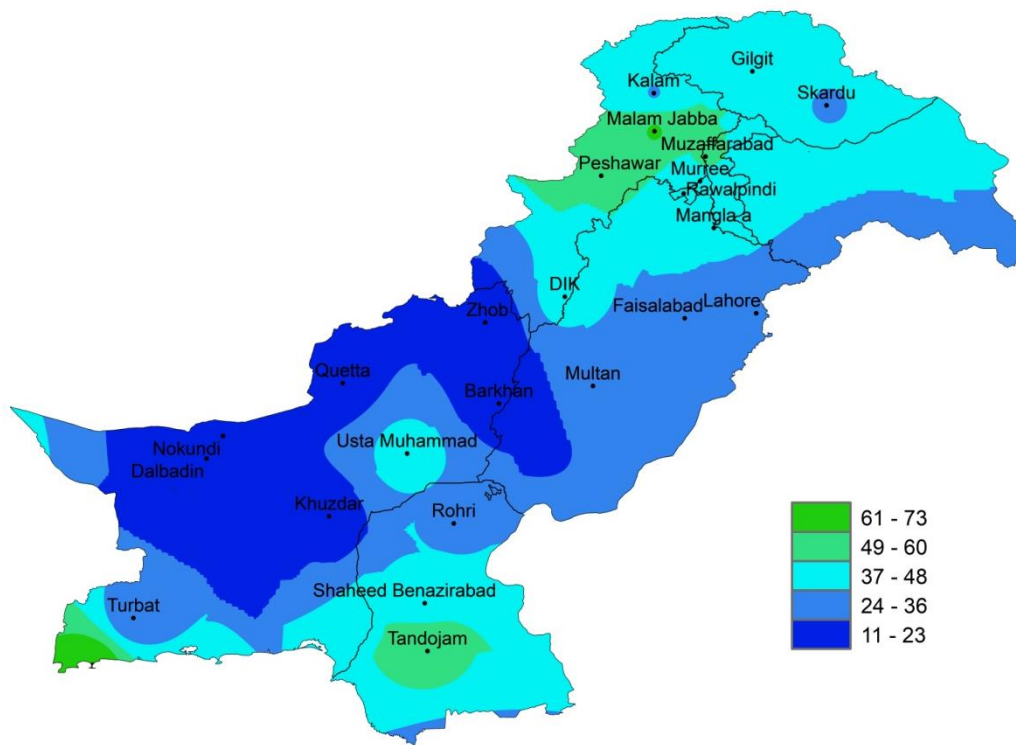 Gilgit
Kalam
Skardu
Malam Jabba
Muzaffarabad
Peshawar
Murree
Rawalpindi
Mangla a
DIK
Faisalabad
Lahore
Zhob
Quetta
Multan
Barkhan
Usta Muhammad
Nokundi
Dalbadin
Khuzdar
Rohri
Shaheed Benazirabad
Turbat
Tandojam
61 - 73
49 - 60
37 - 48
24 - 36
11 - 23